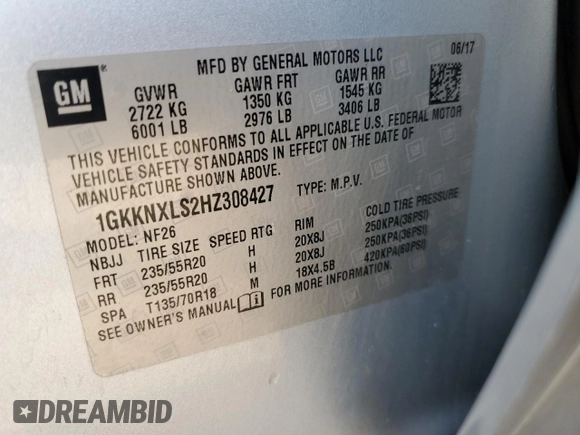 MFD BY GENERAL MOTORS LLC 06/17
GM
GVWR GAWR FRT GAWR RR
2722 KG 1350 KG 1545 KG
6001 LB 2976 LB 3406 LB
THIS VEHICLE CONFORMS TO ALL APPLICABLE U.S. FEDERAL MOTOR
VEHICLE SAFETY STANDARDS IN EFFECT ON THE DATE OF
MANUFACTURE SHOWN ABOVE.
1GKKNXLS2HZ308427 TYPE: M.P.V.
MODEL: NF26
NBJJ TIRE SIZE SPEED RTG RIM COLD TIRE PRESSURE
FRT 235/55R20 H 20X8J 250KPA(36PSI)
RR 235/55R20 H 20X8J 250KPA(36PSI)
SPA T135/70R18 M 18X4.5B 420KPA(60PSI)
SEE OWNER'S MANUAL FOR MORE INFORMATION.
DREAMBID